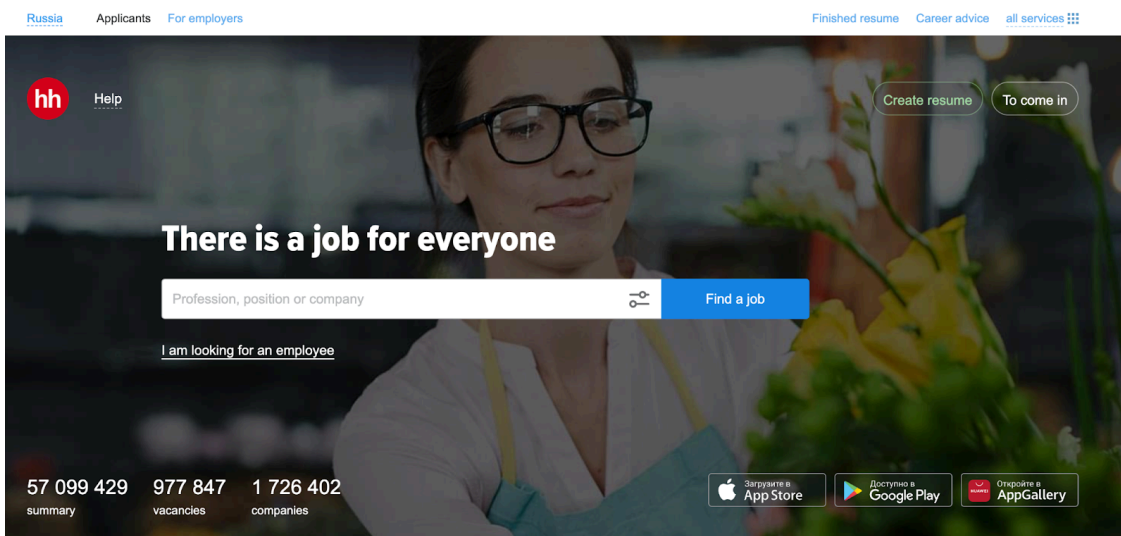 Russia Applicants For employers Finished resume Career advice all services
hh Help Create resume To come in
There is a job for everyone
Profession, position or company Find a job
I am looking for an employee
57 099 429 977 847 1 726 402
summary vacancies companies
Загрузите в Доступно в Откройте в
App Store Google Play AppGallery
HUAWEI